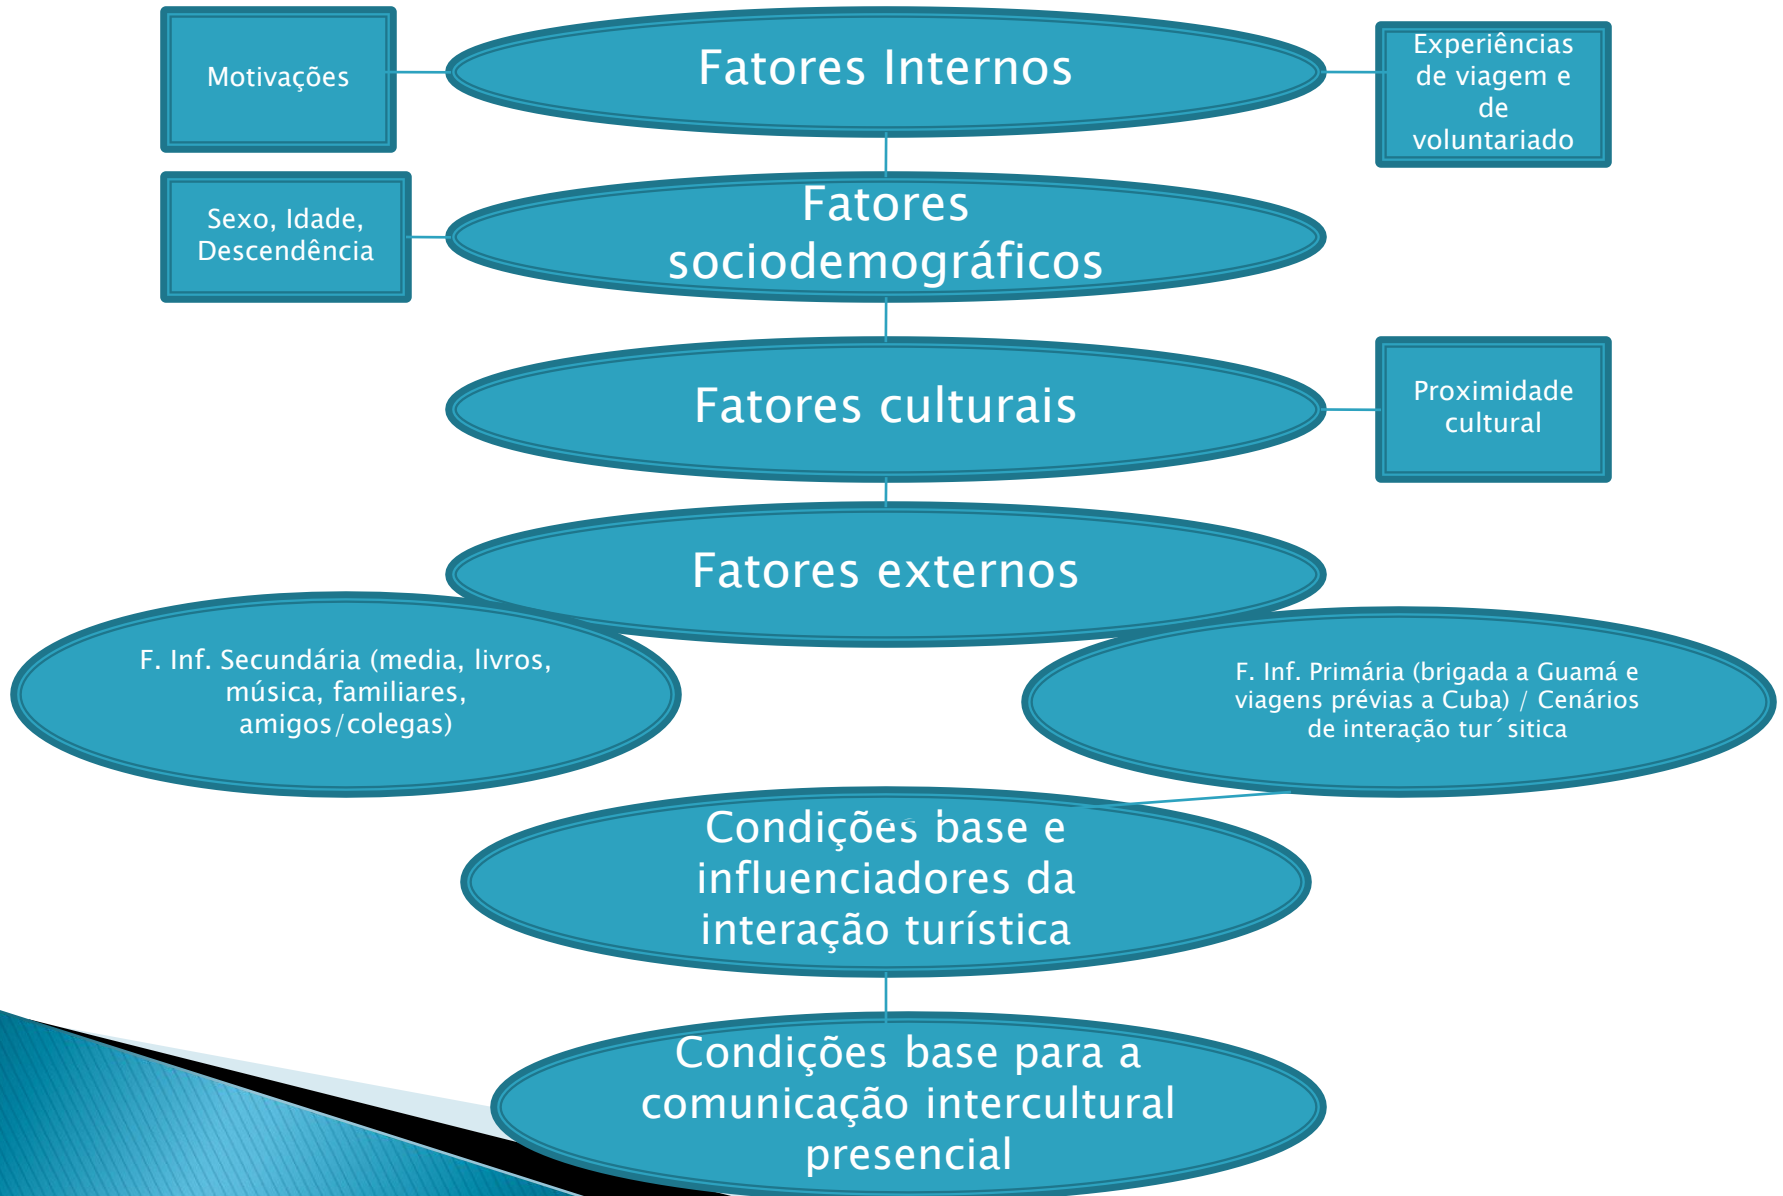 Motivações
Fatores Internos
Experiências
de viagem e
de
voluntariado
Sexo, Idade,
Descendência
Fatores
sociodemográficos
Fatores culturais
Proximidade
cultural
Fatores externos
F. Inf. Secundária (media, livros,
música, familiares,
amigos/colegas)
F. Inf. Primária (brigada a Guamá e
viagens prévias a Cuba) / Cenários
de interação tur´sitica
Condições base e
influenciadores da
interação turística
Condições base para a
comunicação intercultural
presencial